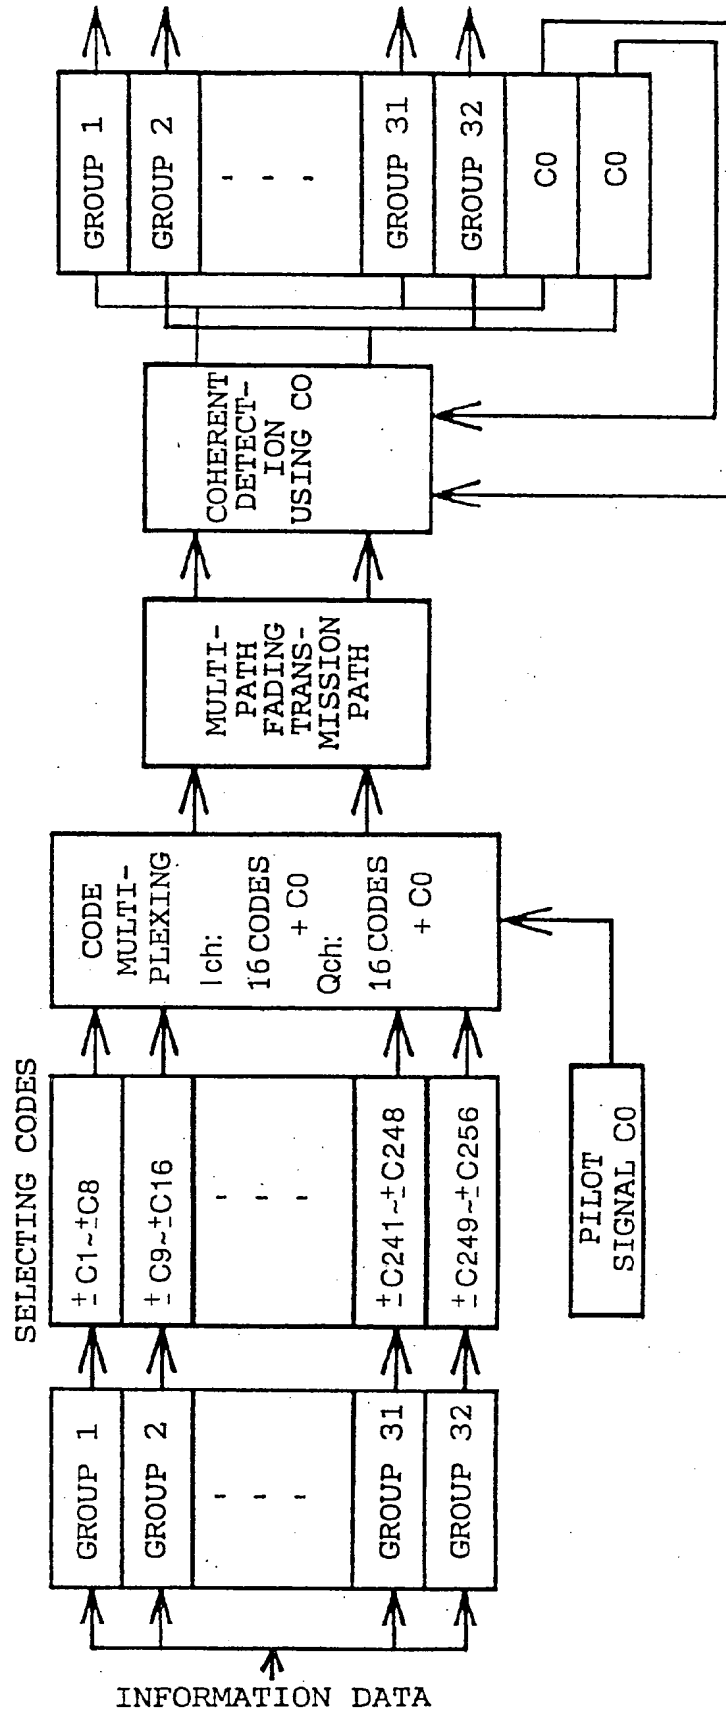 INFORMATION DATA
GROUP 1
GROUP 2
- - -
GROUP 31
GROUP 32
SELECTING CODES
±C1~±C8
±C9~±C16
- - -
±C241~±C248
±C249~±C256
PILOT
SIGNAL C0
CODE
MULTI-
PLEXING
Ich:
16 CODES
+ C0
Qch:
16 CODES
+ C0
MULTI-
PATH
FADING
TRANS-
MISSION
PATH
COHERENT
DETECT-
ION
USING C0
GROUP 1
GROUP 2
- - -
GROUP 31
GROUP 32
C0
C0